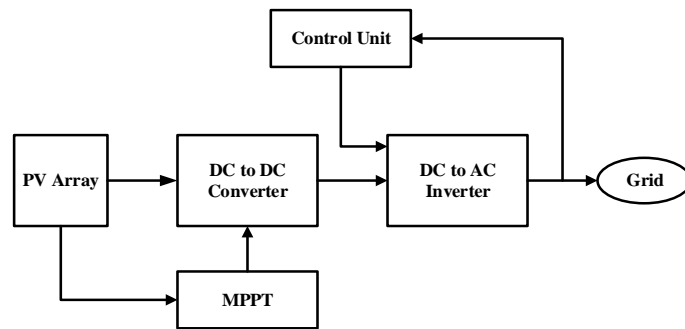 Control Unit
PV Array
DC to DC
Converter
DC to AC
Inverter
Grid
MPPT